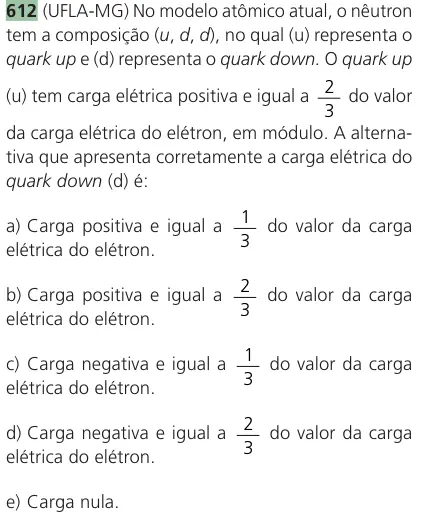 612 (UFLA-MG) No modelo atômico atual, o nêutron
tem a composição (u, d, d), no qual (u) representa o
quark up e (d) representa o quark down. O quark up
(u) tem carga elétrica positiva e igual a 2/3 do valor
da carga elétrica do elétron, em módulo. A alterna-
tiva que apresenta corretamente a carga elétrica do
quark down (d) é:
a) Carga positiva e igual a 1/3 do valor da carga
elétrica do elétron.
b) Carga positiva e igual a 2/3 do valor da carga
elétrica do elétron.
c) Carga negativa e igual a 1/3 do valor da carga
elétrica do elétron.
d) Carga negativa e igual a 2/3 do valor da carga
elétrica do elétron.
e) Carga nula.